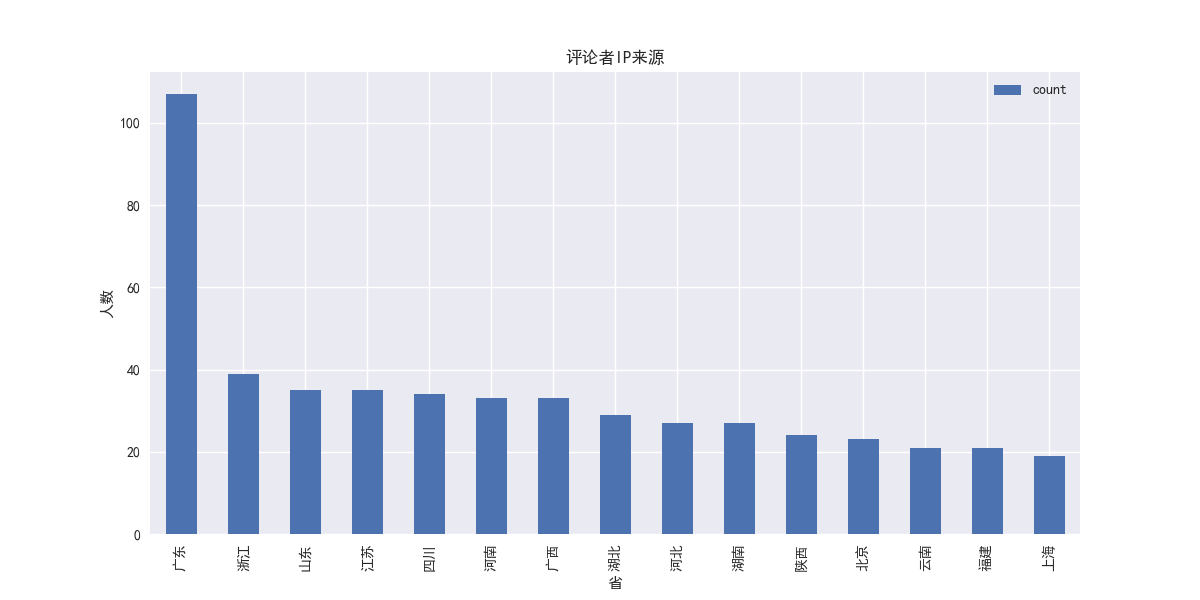 评论者IP来源
count
人数
100
80
60
40
20
0
广东
浙江
山东
江苏
四川
河南
广西
湖北
河北
湖南
陕西
北京
云南
福建
上海
省